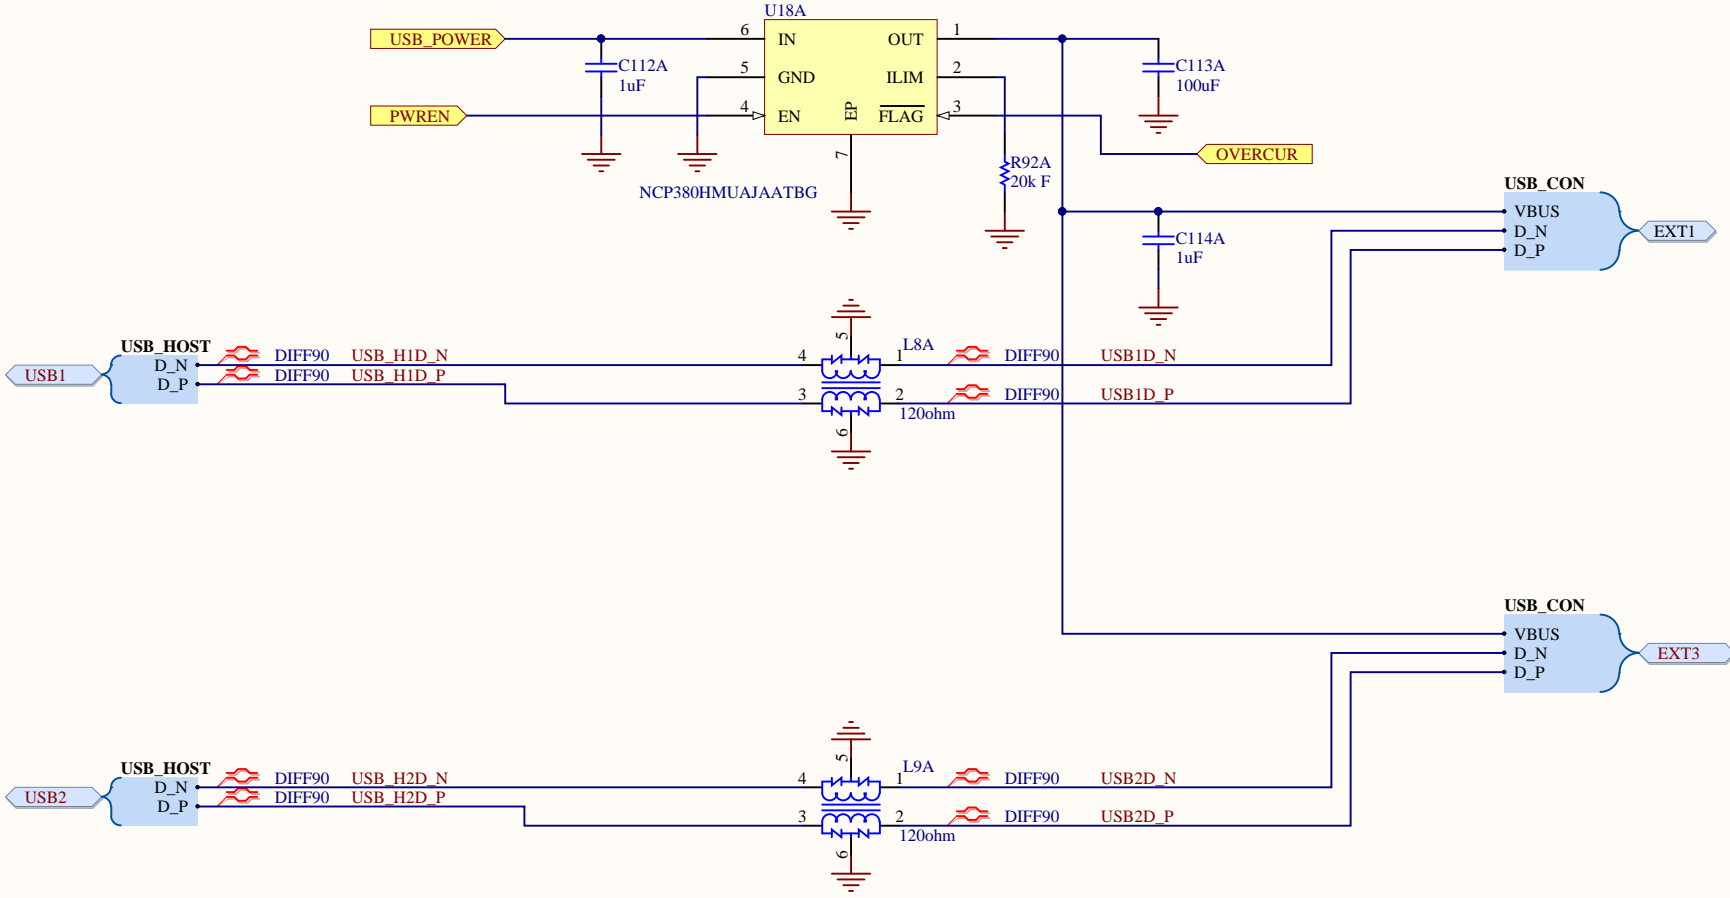 U18A
USB_POWER
6
IN
OUT
1
C112A
1uF
5
GND
ILIM
2
C113A
100uF
PWREN
4
EN
EP
FLAG
3
7
OVERCUR
R92A
20k F
NCP380HMUAJAATBG
USB_CON
VBUS
D_N
D_P
EXT1
C114A
1uF
USB_HOST
USB1
D_N
D_P
DIFF90
USB_H1D_N
DIFF90
USB_H1D_P
5
4
1
L8A
DIFF90
USB1D_N
3
2
120ohm
DIFF90
USB1D_P
6
USB_CON
VBUS
D_N
D_P
EXT3
USB_HOST
USB2
D_N
D_P
DIFF90
USB_H2D_N
DIFF90
USB_H2D_P
5
4
1
L9A
DIFF90
USB2D_N
3
2
120ohm
DIFF90
USB2D_P
6